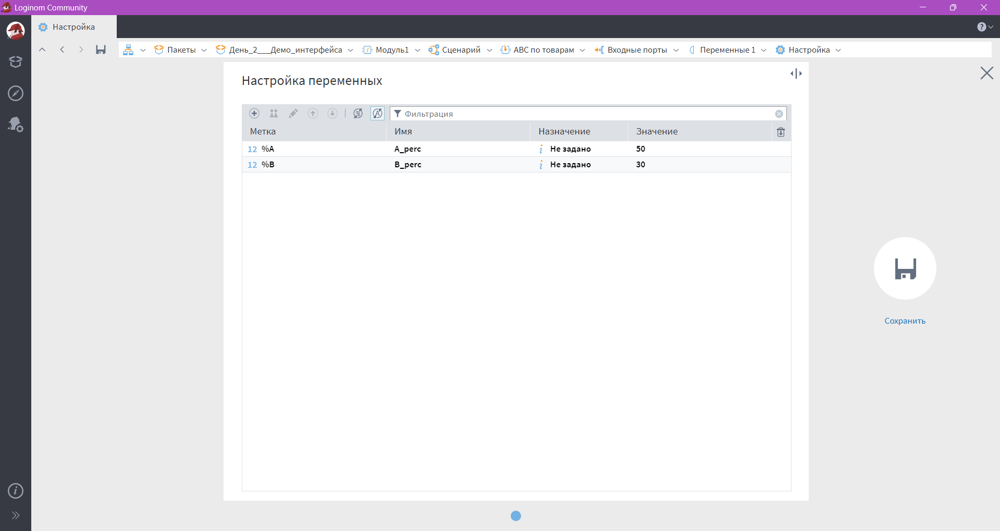 Loginom Community
Настройка
Пакеты День_2___Демо_интерфейса Модуль1 Сценарий ABC по товарам Входные порты Переменные 1 Настройка
Настройка переменных
Фильтрация
Метка Имя Назначение Значение
12 %A A_perc Не задано 50
12 %B B_perc Не задано 30
Сохранить